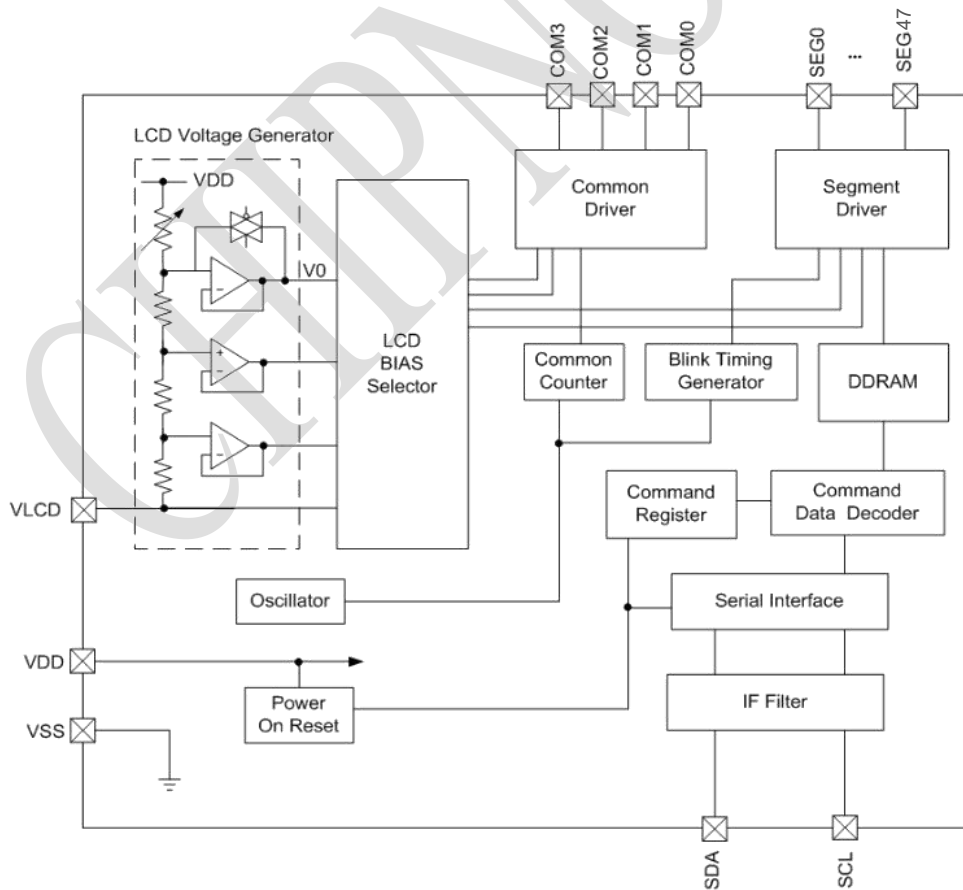 COM3
COM2
COM1
COM0
SEG0
...
SEG47
LCD Voltage Generator
VDD
V0
Common
Driver
Segment
Driver
LCD
BIAS
Selector
Common
Counter
Blink Timing
Generator
DDRAM
VLCD
Command
Register
Command
Data Decoder
Oscillator
Serial Interface
VDD
Power
On Reset
IF Filter
VSS
SDA
SCL
-
+
-
-